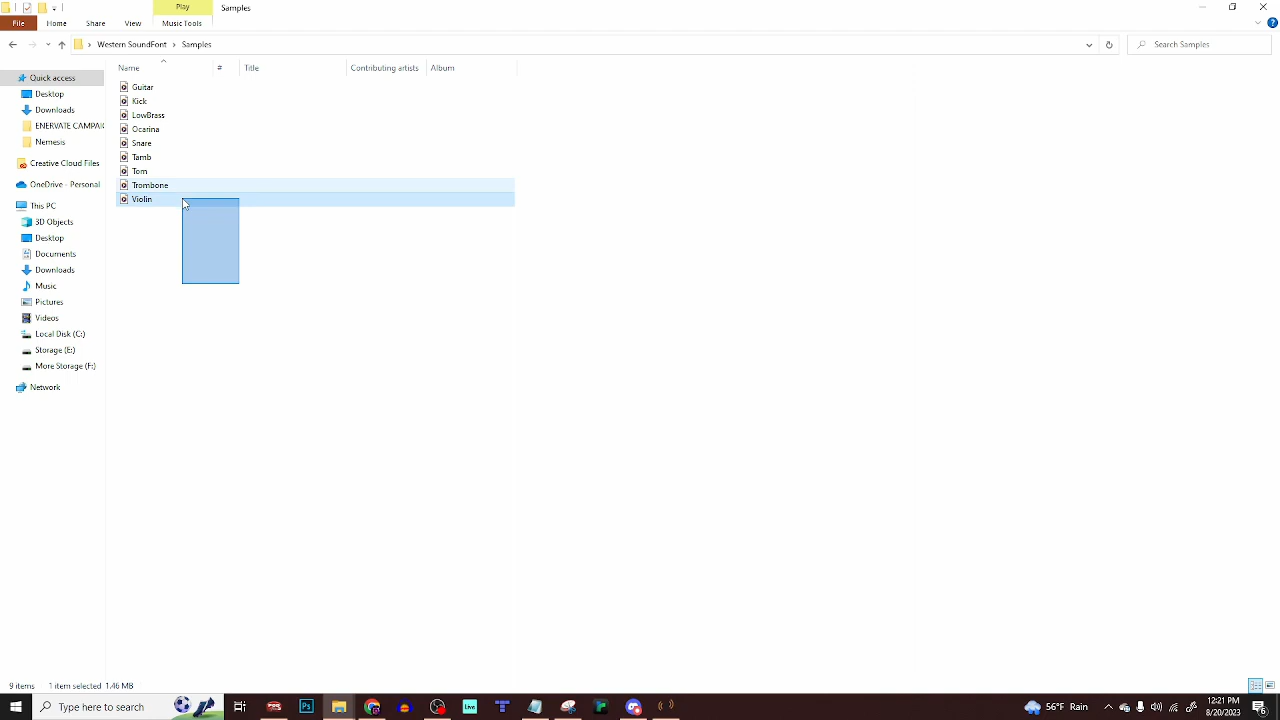 Play
Samples
File
Home
Share
View
Music Tools
Western SoundFont
Samples
Search Samples
Name
#
Title
Contributing artists
Album
Quick access
Desktop
Downloads
ENERVATE CAMPAI
Nemesis
Creative Cloud Files
OneDrive - Personal
This PC
3D Objects
Desktop
Documents
Downloads
Music
Pictures
Videos
Local Disk (C:)
Storage (E:)
More Storage (F:)
Network
Guitar
Kick
LowBrass
Ocarina
Snare
Tamb
Tom
Trombone
Violin
9 items
1 item selected 1.46 MB
Type here to search
Ps
Live
56°F Rain
12:21 PM
8/20/2023